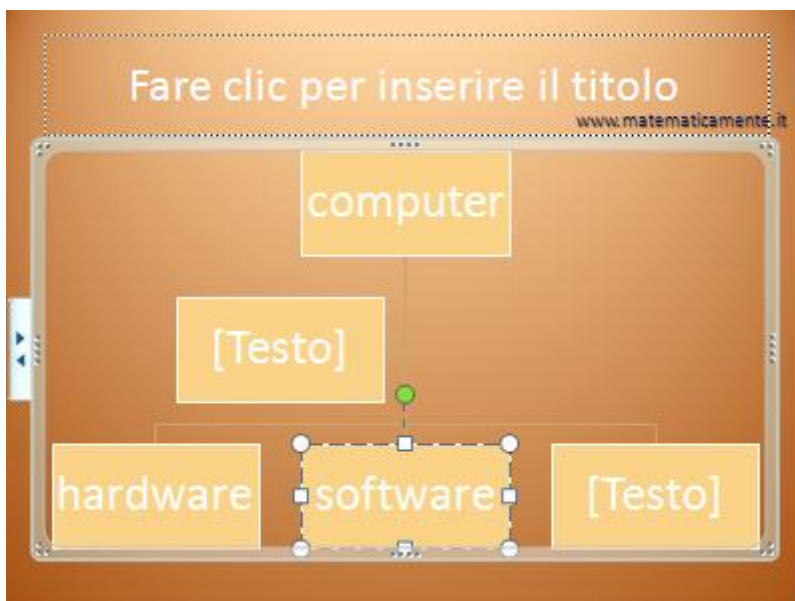 Fare clic per inserire il titolo
www.matematicamente.it
computer
[Testo]
hardware
software
[Testo]